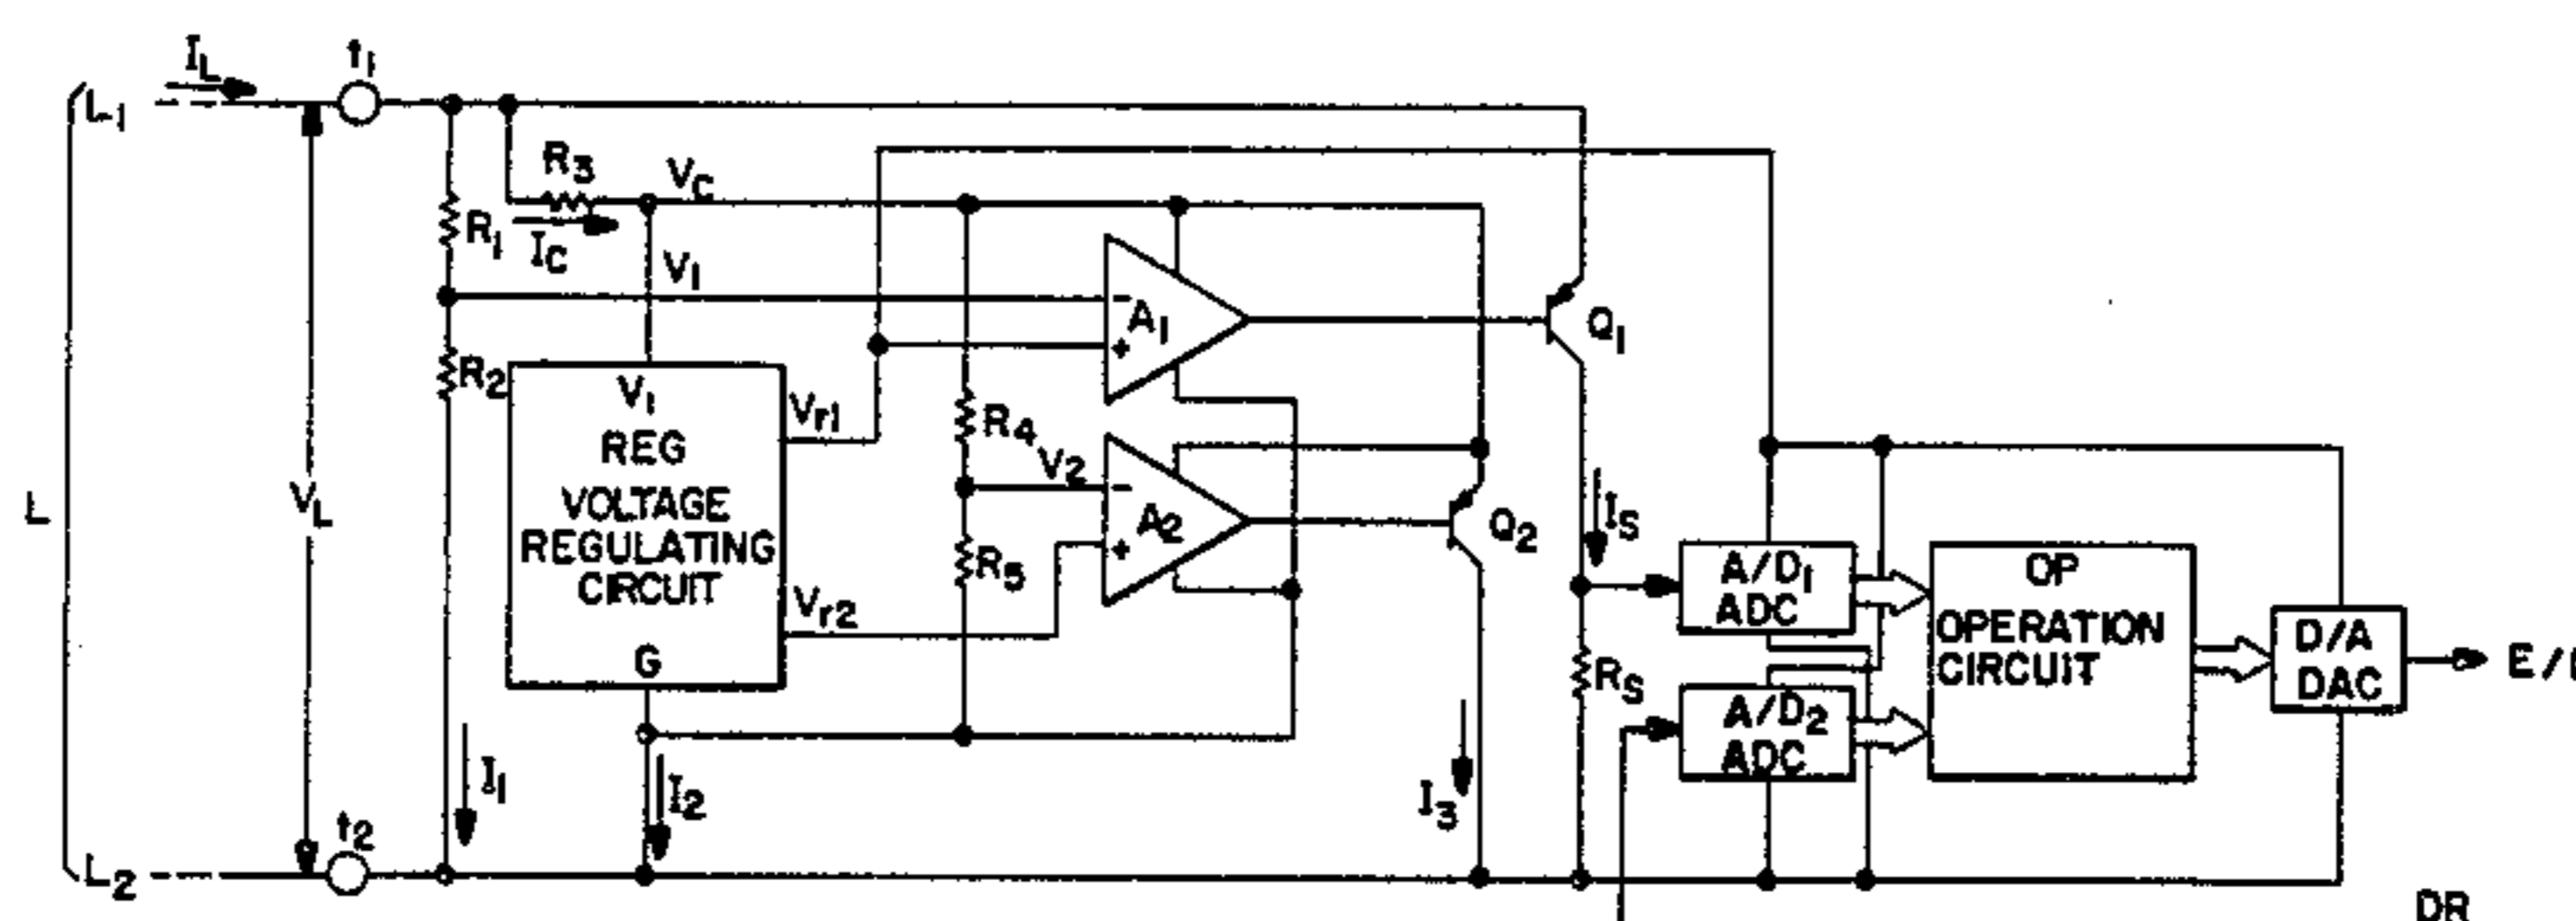 IL
t1
L1
R3
VC
R1
IC
V1
A1
Q1
R2
V1
REG
VOLTAGE
REGULATING
CIRCUIT
G
Vr1
Vr2
R4
V2
A2
R5
Q2
IS
VL
L
A/D1
ADC
OP
OPERATION
CIRCUIT
D/A
DAC
RS
A/D2
ADC
I1
I2
I3
t2
L2
DR